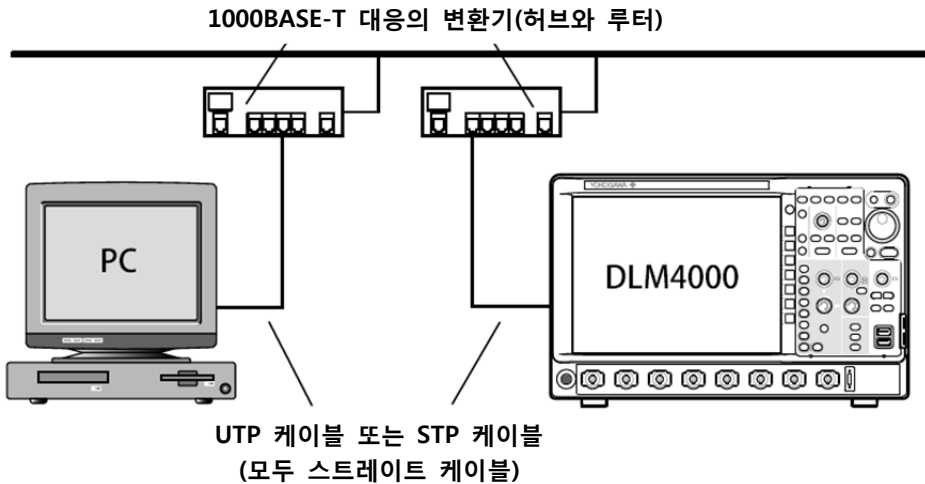 1000BASE-T 대응의 변환기(허브와 루터)
YOKOGAWA
PC
DLM4000
UTP 케이블 또는 STP 케이블
(모두 스트레이트 케이블)